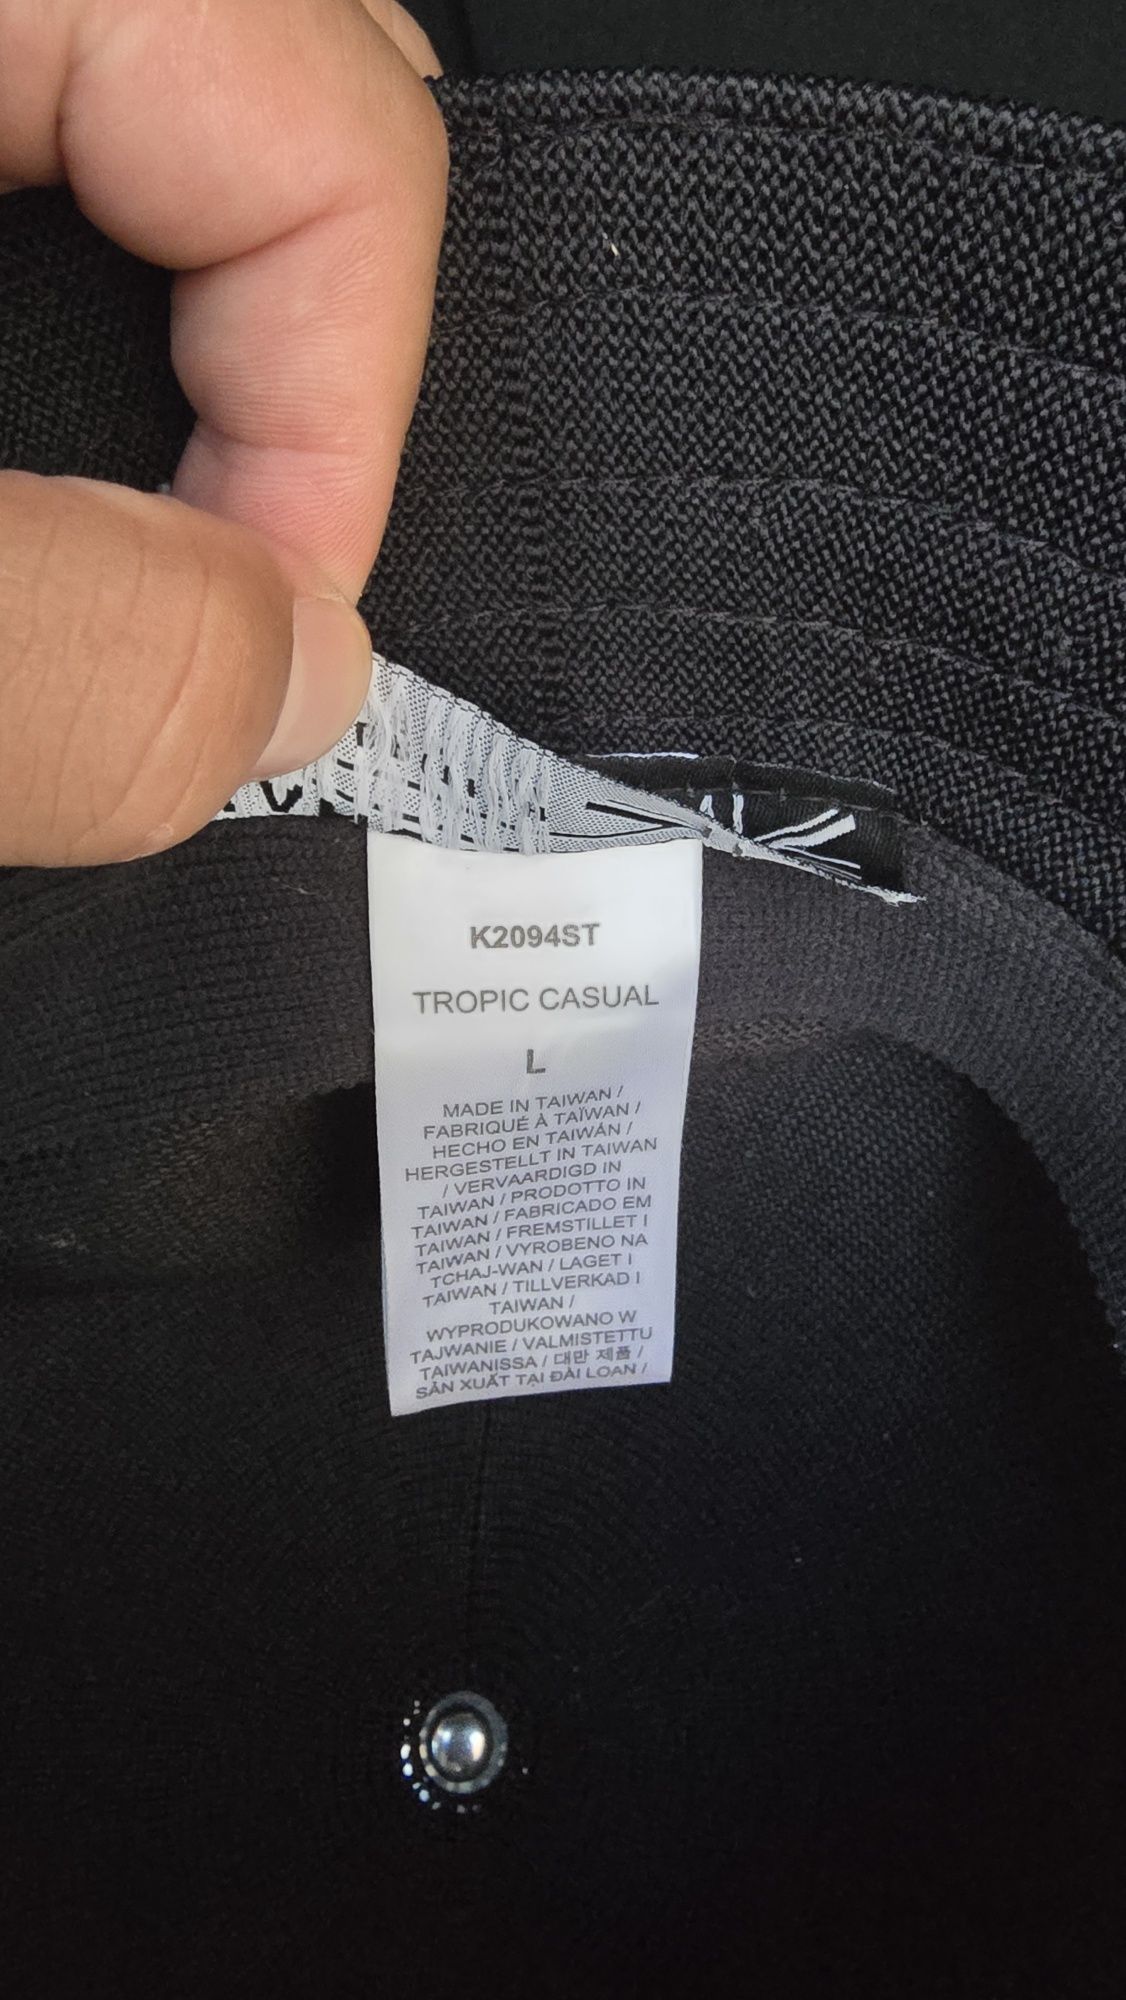 K2094ST
TROPIC CASUAL
L
MADE IN TAIWAN /
FABRIQUÉ À TAÏWAN /
HECHO EN TAIWÁN /
HERGESTELLT IN TAIWAN
/ VERVAARDIGD IN
TAIWAN / PRODOTTO IN
TAIWAN / FABRICADO EM
TAIWAN / FREMSTILLET I
TAIWAN / VYROBENO NA
TCHAJ-WAN / LAGET I
TAIWAN / TILLVERKAD I
TAIWAN /
WYPRODUKOWANO W
TAJWANIE / VALMISTETTU
TAIWANISSA / 대만 제품 /
SẢN XUẤT TẠI ĐÀI LOAN /